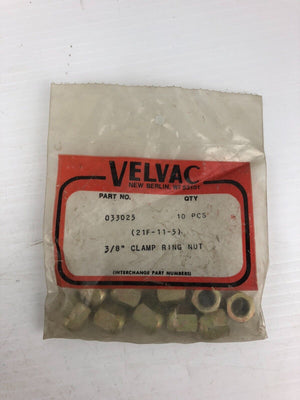 VELVAC
NEW BERLIN, WI 53151
PART NO. QTY
033025 10 PCS
(21F-11-5)
3/8" CLAMP RING NUT
(INTERCHANGE PART NUMBERS)